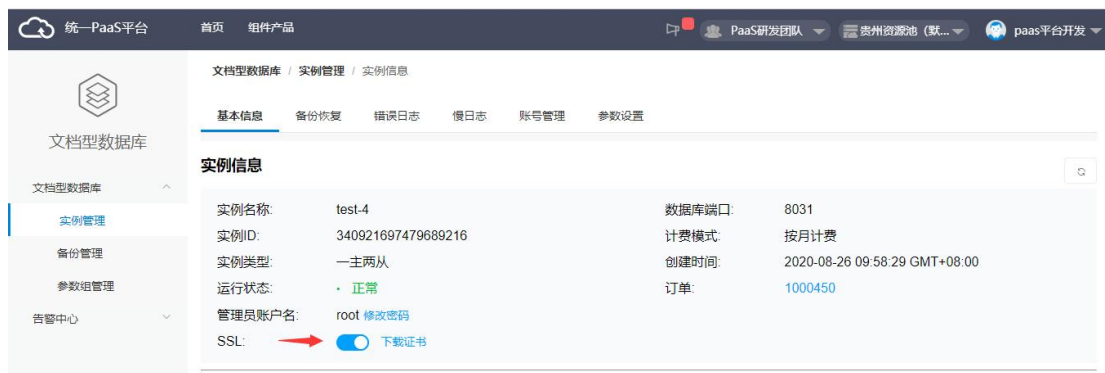 统一PaaS平台 首页 组件产品 PaaS研发团队 贵州资源池（默... paas平台开发
文档型数据库 / 实例管理 / 实例信息
基本信息 备份恢复 错误日志 慢日志 账号管理 参数设置
文档型数据库
实例信息
文档型数据库
实例管理
备份管理
参数组管理
告警中心
实例名称: test-4 数据库端口: 8031
实例ID: 340921697479689216 计费模式: 按月计费
实例类型: 一主两从 创建时间: 2020-08-26 09:58:29 GMT+08:00
运行状态: · 正常 订单: 1000450
管理员账户名: root 修改密码
SSL: 下载证书